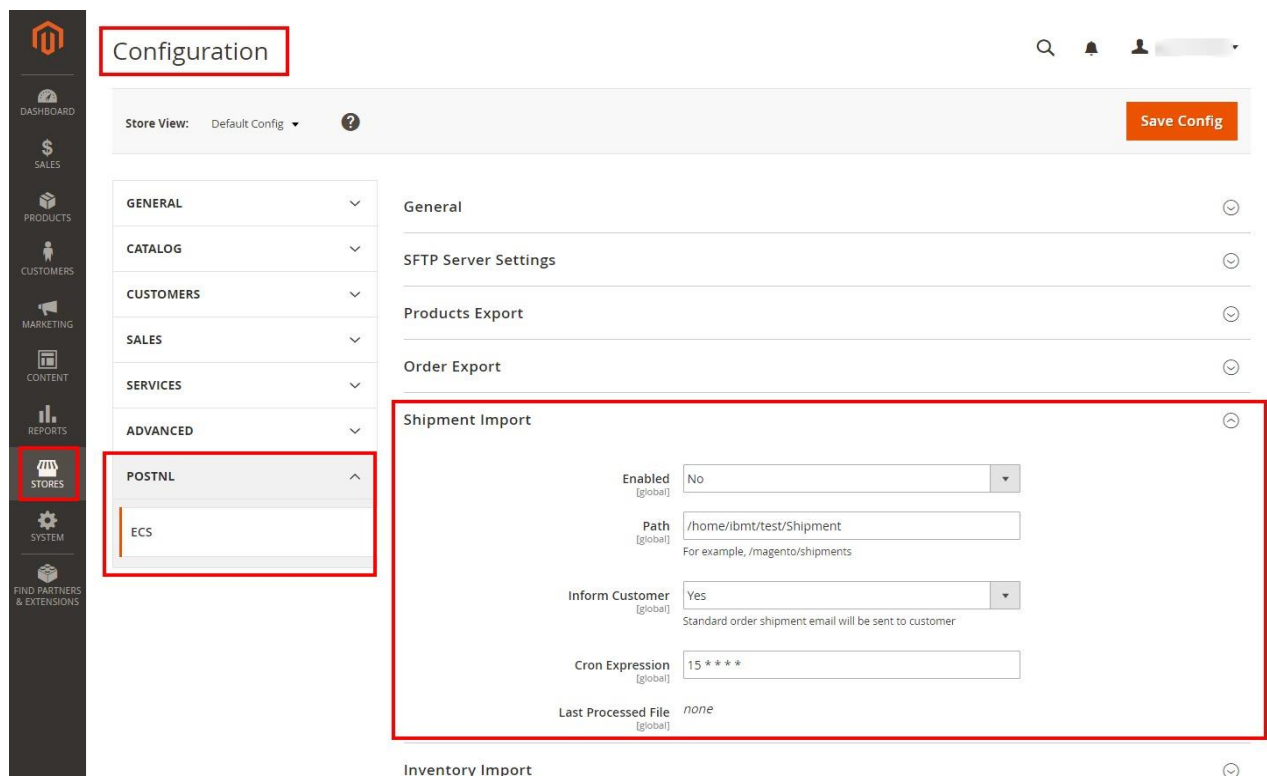 Configuration
DASHBOARD
SALES
PRODUCTS
CUSTOMERS
MARKETING
CONTENT
REPORTS
STORES
SYSTEM
FIND PARTNERS
& EXTENSIONS
Store View: Default Config
?
Save Config
GENERAL
CATALOG
CUSTOMERS
SALES
SERVICES
ADVANCED
POSTNL
ECS
General
SFTP Server Settings
Products Export
Order Export
Shipment Import
Enabled No
[global]
Path /home/ibmt/test/Shipment
[global]
For example, /magento/shipments
Inform Customer Yes
[global]
Standard order shipment email will be sent to customer
Cron Expression 15 * * * *
[global]
Last Processed File none
[global]
Inventory Import